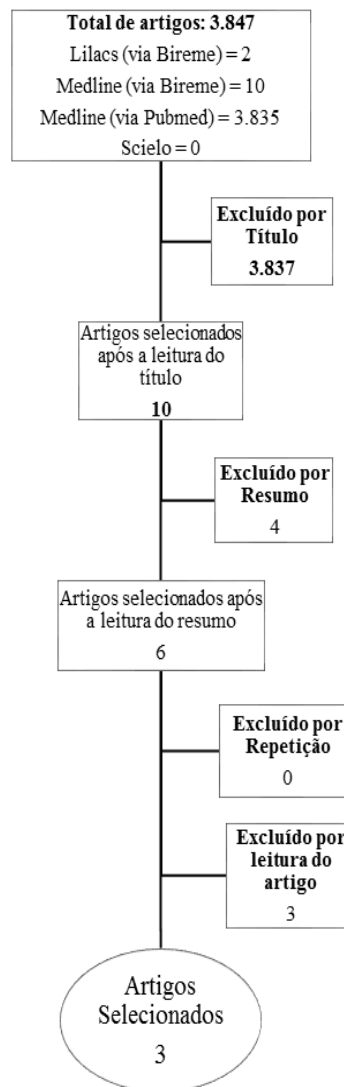 Total de artigos: 3.847
Lilacs (via Bireme) = 2
Medline (via Bireme) = 10
Medline (via Pubmed) = 3.835
Scielo = 0
Excluído por
Título
3.837
Artigos selecionados
após a leitura do
título
10
Excluído por
Resumo
4
Artigos selecionados após
a leitura do resumo
6
Excluído por
Repetição
0
Excluído por
leitura do
artigo
3
Artigos
Selecionados
3